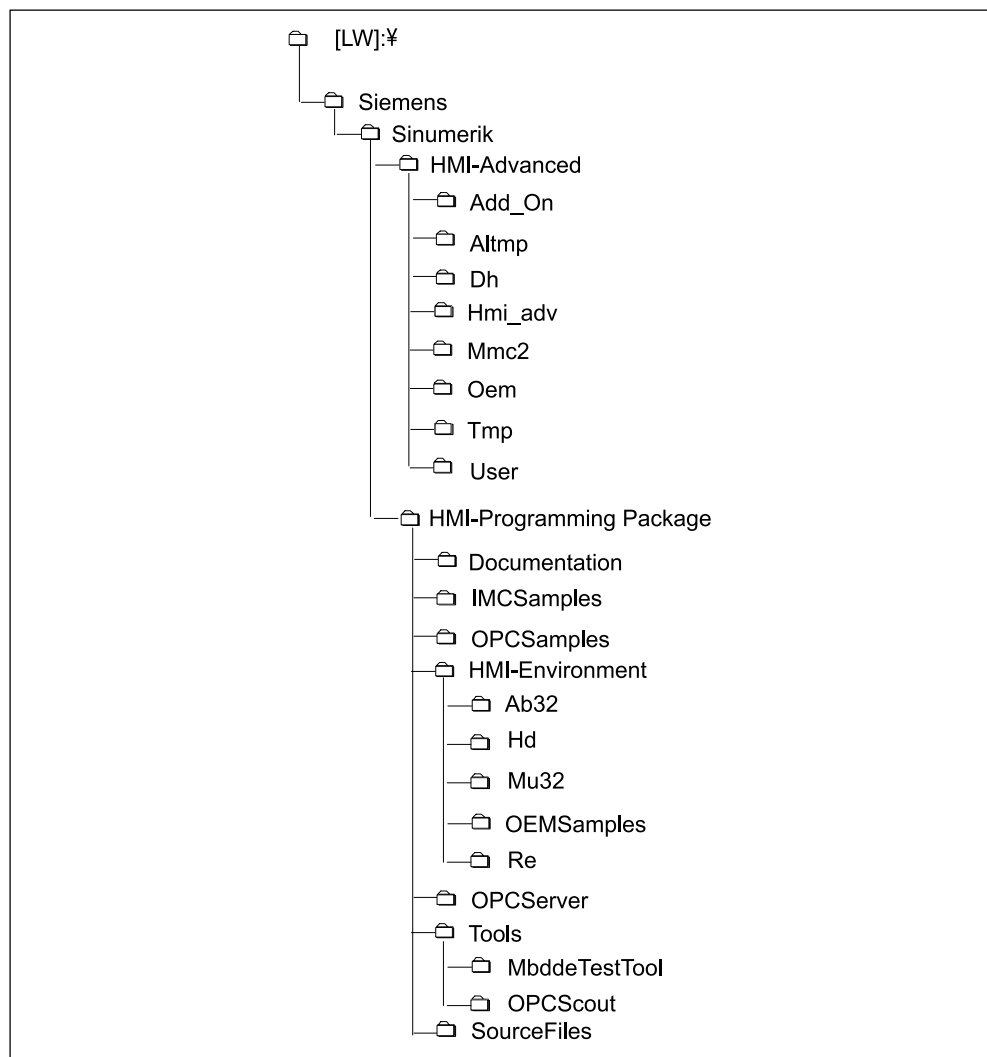 [LW]:¥
Siemens
Sinumerik
HMI-Advanced
Add_On
Altmp
Dh
Hmi_adv
Mmc2
Oem
Tmp
User
HMI-Programming Package
Documentation
IMCSamples
OPCSamples
HMI-Environment
Ab32
Hd
Mu32
OEMSamples
Re
OPCServer
Tools
MbddeTestTool
OPCScout
SourceFiles